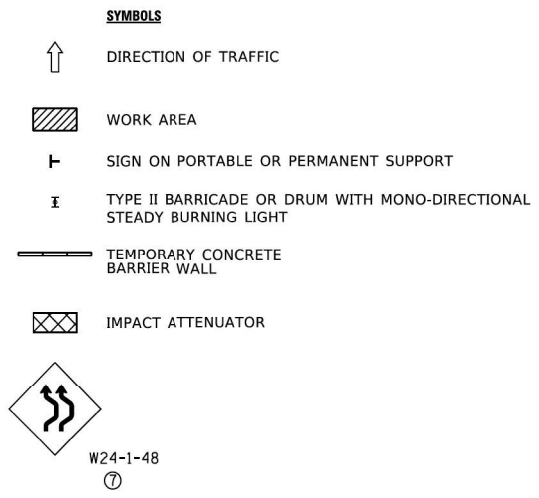 SYMBOLS
DIRECTION OF TRAFFIC
WORK AREA
SIGN ON PORTABLE OR PERMANENT SUPPORT
TYPE II BARRICADE OR DRUM WITH MONO-DIRECTIONAL
STEADY BURNING LIGHT
TEMPORARY CONCRETE
BARRIER WALL
IMPACT ATTENUATOR
W24-1-48
7